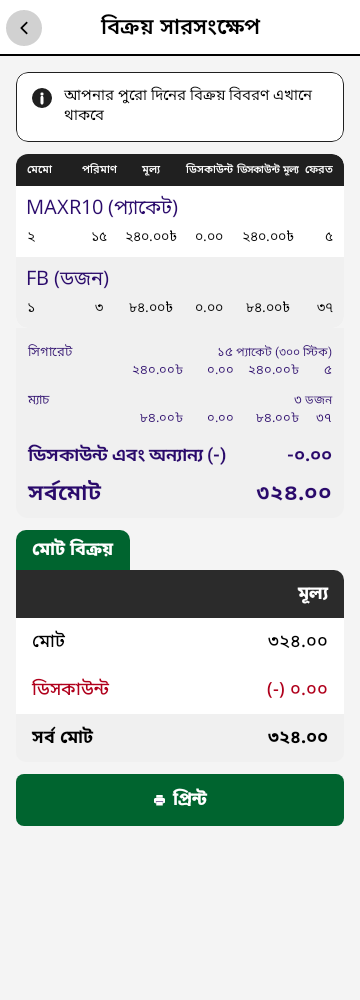 বিক্রয় সারসংক্ষেপ
আপনার পুরো দিনের বিক্রয় বিবরণ এখানে
থাকবে
মেমো পরিমাণ মূল্য ডিসকাউন্ট ডিসকাউন্ট মূল্য ফেরত
MAXR10 (প্যাকেট)
২ ১৫ ২৪০.০০৳ ০.০০ ২৪০.০০৳ ৫
FB (ডজন)
১ ৩ ৮৪.০০৳ ০.০০ ৮৪.০০৳ ৩৭
সিগারেট ১৫ প্যাকেট (৩০০ স্টিক)
২৪০.০০৳ ০.০০ ২৪০.০০৳ ৫
ম্যাচ ৩ ডজন
৮৪.০০৳ ০.০০ ৮৪.০০৳ ৩৭
ডিসকাউন্ট এবং অন্যান্য (-) -০.০০
সর্বমোট ৩২৪.০০
মোট বিক্রয়
মূল্য
মোট ৩২৪.০০
ডিসকাউন্ট (-) ০.০০
সর্ব মোট ৩২৪.০০
প্রিন্ট